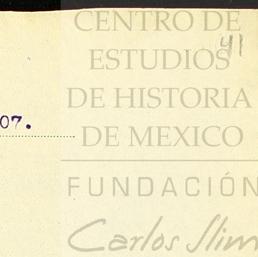 CENTRO DE
41
ESTUDIOS
DE HISTORIA
07.
DE MEXICO
FUNDACIÓN
Carlos Slim